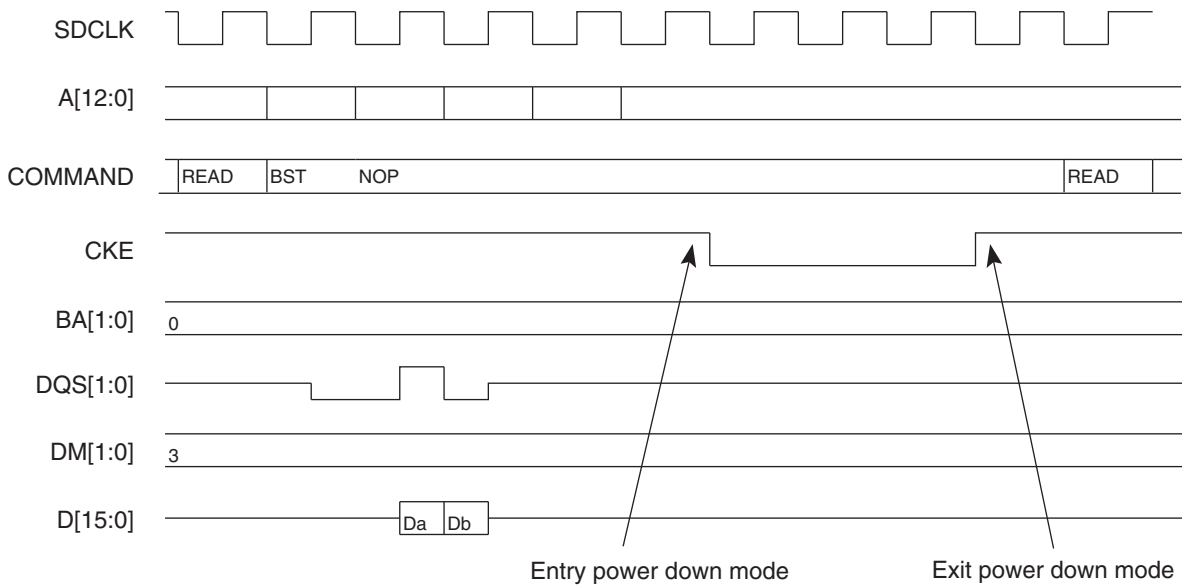 SDCLK
A[12:0]
COMMAND READ BST NOP READ
CKE
BA[1:0] 0
DQS[1:0]
DM[1:0] 3
D[15:0] Da Db
Entry power down mode Exit power down mode